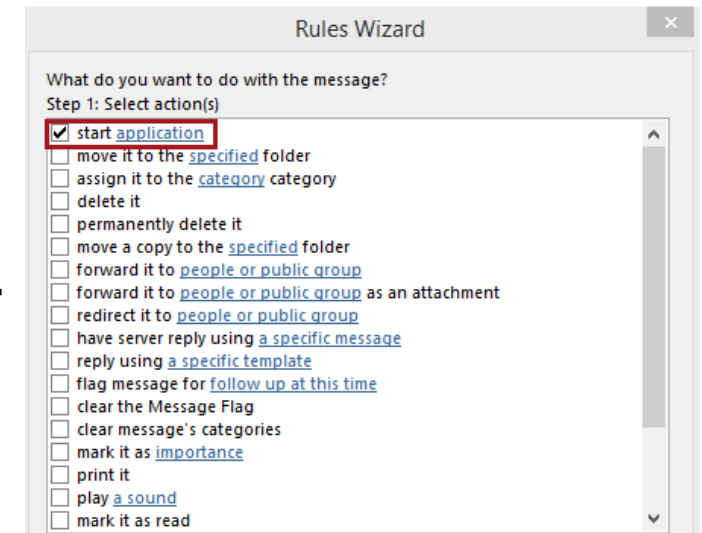 Rules Wizard
What do you want to do with the message?
Step 1: Select action(s)
start application
move it to the specified folder
assign it to the category category
delete it
permanently delete it
move a copy to the specified folder
forward it to people or public group
forward it to people or public group as an attachment
redirect it to people or public group
have server reply using a specific message
reply using a specific template
flag message for follow up at this time
clear the Message Flag
clear message's categories
mark it as importance
print it
play a sound
mark it as read